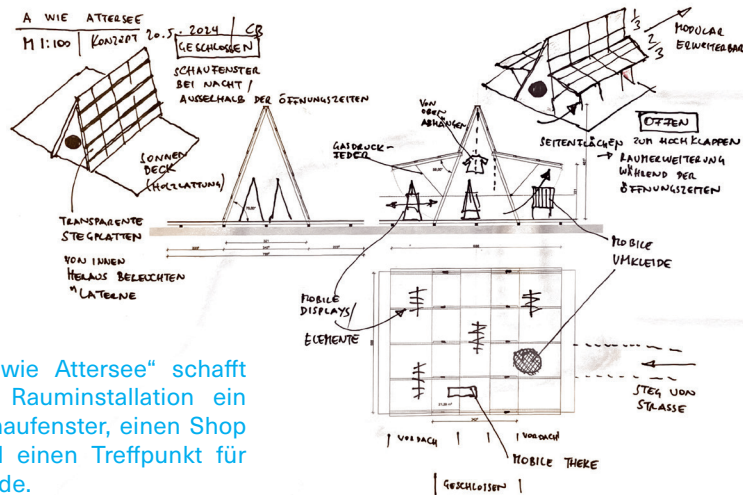 A WIE ATTERSEE
M 1:100 | KONZEPT 20.5.2024 | CB
GESCHLOSSEN
SCHAUFENSTER
BEI NACHT /
AUSSERHALB DER ÖFFNUNGSZEITEN
SONNEN
DECK
(HOLZLATTUNG)
TRANSPARENTE
STEGPLATTEN
VON INNEN
HERAUS BELEUCHTEN
"LATERNE
1/3
2/3
MODULAR
ERWEITERBAR
OFFEN
SEITENFLÄCHEN ZUM HOCHKLAPPEN
→ RAUMERWEITERUNG
WÄHREND DER
ÖFFNUNGSZEITEN
VON
OBEN
ABHÄNGEN
GASDRUCK-
FEDER
MOBILE
UMKLEIDE
MOBILE
DISPLAYS/
ELEMENTE
STEG VON
STRASSE
| VORDACH | | VORDACH |
MOBILE THEKE
| GESCHLOSSEN |
wie Attersee“ schafft
Rauminstallation ein
haufenster, einen Shop
d einen Treffpunkt für
de.